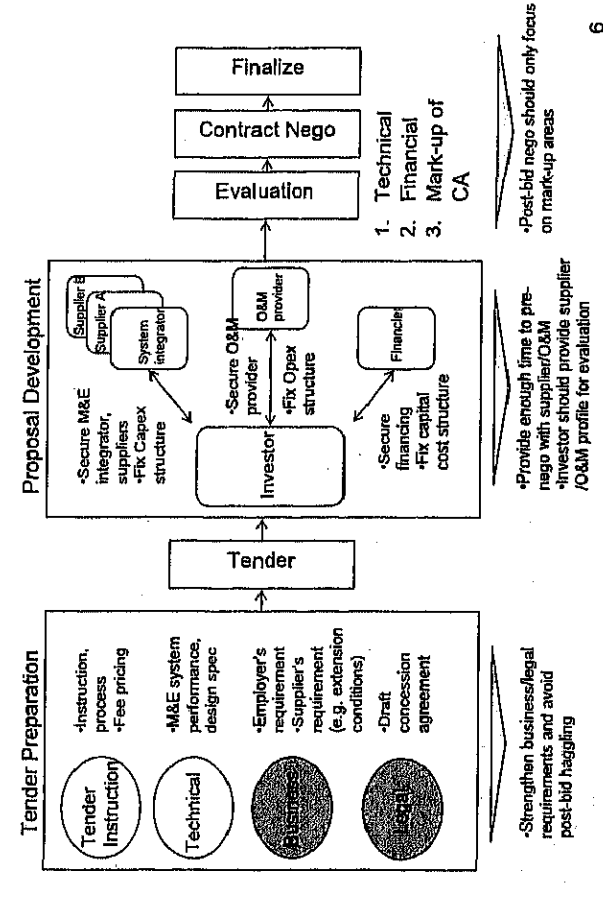 Tender Preparation
Tender
Instruction
•Instruction,
process
•Fee pricing
Technical
•M&E system
performance,
design spec
Business
•Employer's
requirement
•Supplier's
requirement
(e.g. extension
conditions)
Legal
•Draft
concession
agreement
•Strengthen business/legal
requirements and avoid
post-bid haggling
Tender
Proposal Development
•Secure M&E
integrator,
suppliers
•Fix Capex
structure
Supplier B
Supplier A
System
integrator
Investor
•Secure O&M
provider
•Fix Opex
structure
O&M
provider
•Secure
financing
•Fix capital
cost structure
Financier
•Provide enough time to pre-
nego with supplier/O&M
•Investor should provide supplier
/O&M profile for evaluation
Evaluation
Contract Nego
Finalize
1. Technical
2. Financial
3. Mark-up of
CA
•Post-bid nego should only focus
on mark-up areas
6